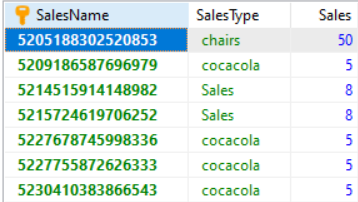 SalesName SalesType Sales
5205188302520853 chairs 50
5209186587696979 cocacola 5
5214515914148982 Sales 8
5215724619706252 Sales 8
5227678745998336 cocacola 5
5227755872626333 cocacola 5
5230410383866543 cocacola 5